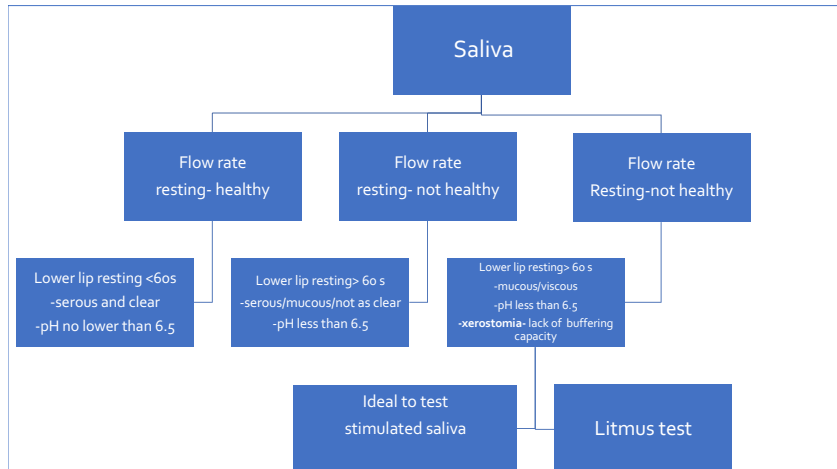 Saliva
Flow rate
resting- healthy
Flow rate
resting- not healthy
Flow rate
Resting-not healthy
Lower lip resting <60s
-serous and clear
-pH no lower than 6.5
Lower lip resting> 60 s
-serous/mucous/not as clear
-pH less than 6.5
Lower lip resting> 60 s
-mucous/viscous
-pH less than 6.5
-xerostomia- lack of buffering
capacity
Ideal to test
stimulated saliva
Litmus test